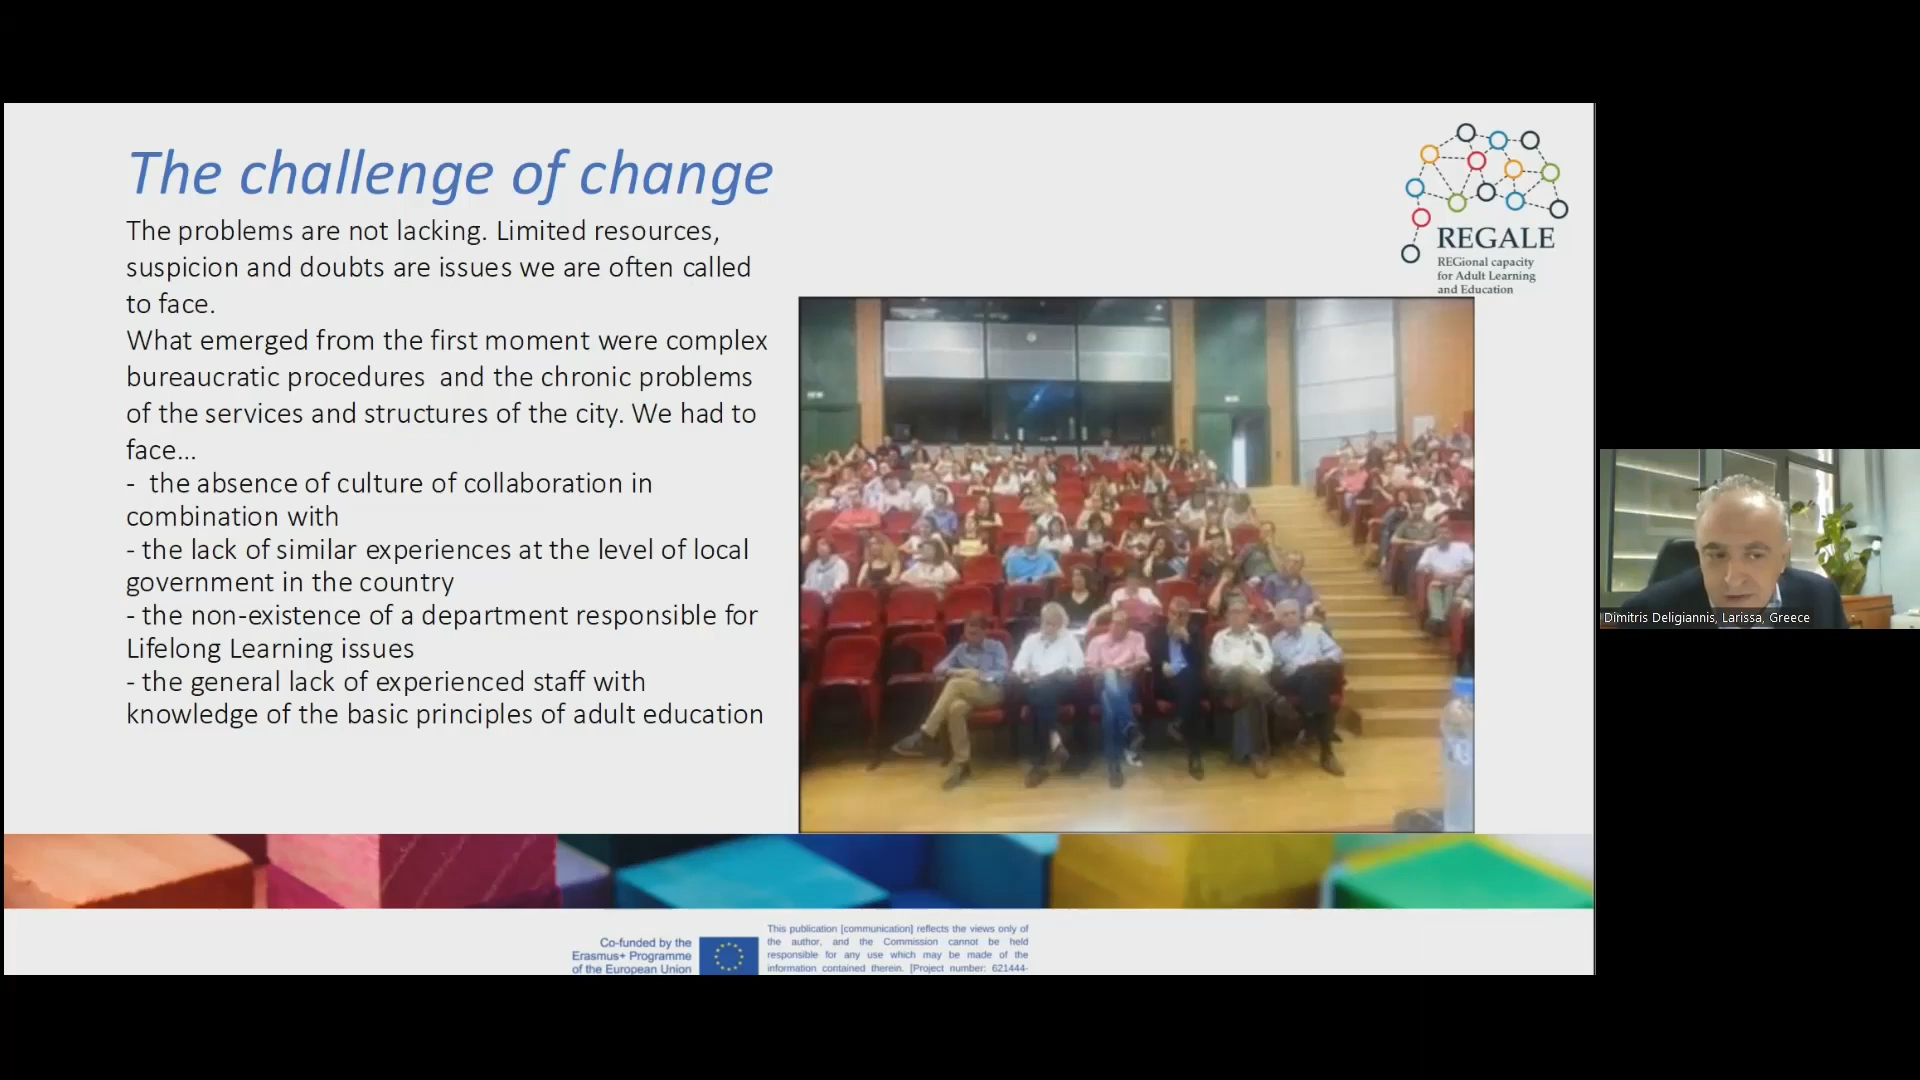 The challenge of change
The problems are not lacking. Limited resources,
suspicion and doubts are issues we are often called
to face.
What emerged from the first moment were complex
bureaucratic procedures  and the chronic problems
of the services and structures of the city. We had to
face...
-  the absence of culture of collaboration in
combination with
- the lack of similar experiences at the level of local
government in the country
- the non-existence of a department responsible for
Lifelong Learning issues
- the general lack of experienced staff with
knowledge of the basic principles of adult education
REGALE
REGional capacity
for Adult Learning
and Education
Dimitris Deligiannis, Larissa, Greece
Co-funded by the
Erasmus+ Programme
of the European Union
This publication [communication] reflects the views only of
the author, and the Commission cannot be held
responsible for any use which may be made of the
information contained therein. [Project number: 621444-